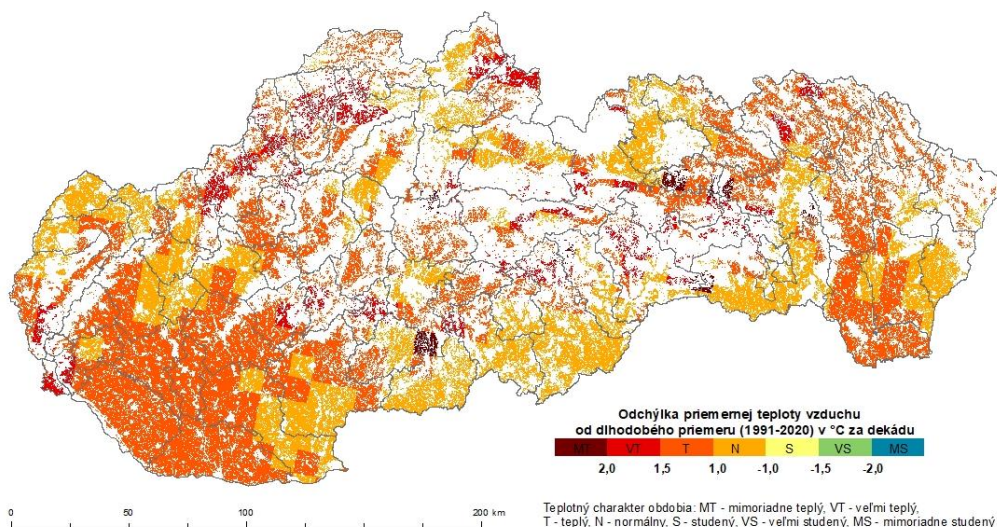 Odchýlka priemernej teploty vzduchu
od dlhodobého priemeru (1991-2020) v °C za dekádu
MT VT T N S VS MS
2,0 1,5 1,0 -1,0 -1,5 -2,0
0 50 100 200 km
Teplotný charakter obdobia: MT - mimoriadne teplý, VT - veľmi teplý,
T - teplý, N - normálny, S - studený, VS - veľmi studený, MS - mimoriadne studený